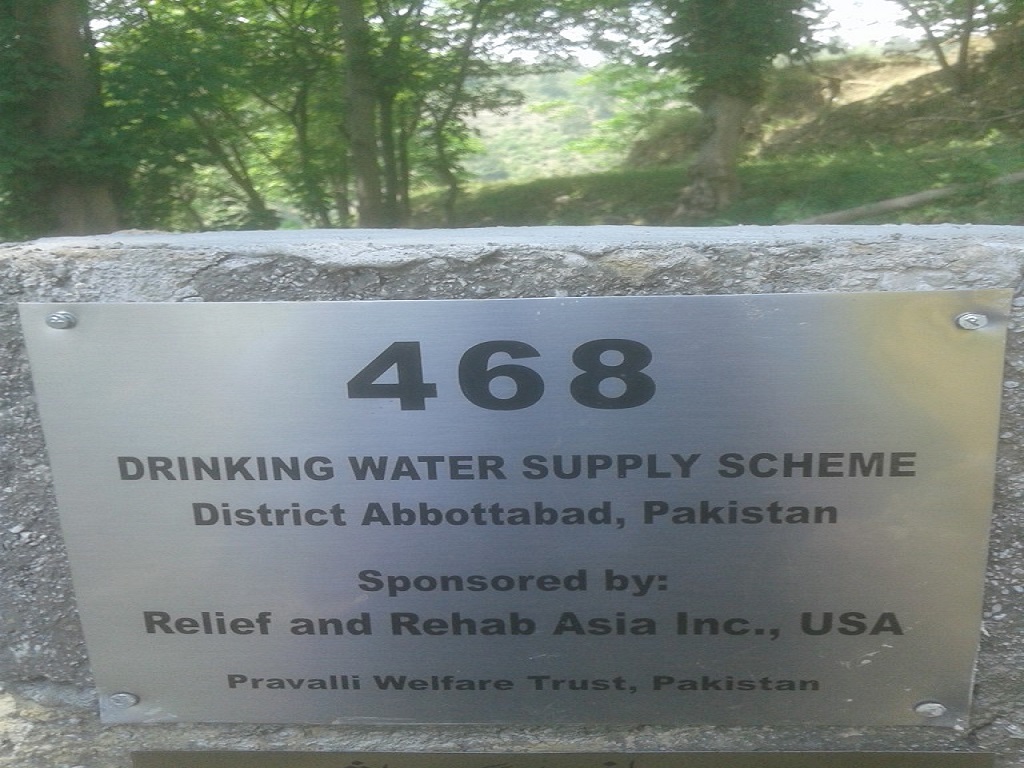 468
DRINKING WATER SUPPLY SCHEME
District Abbottabad, Pakistan
Sponsored by:
Relief and Rehab Asia Inc., USA
Pravalli Welfare Trust, Pakistan